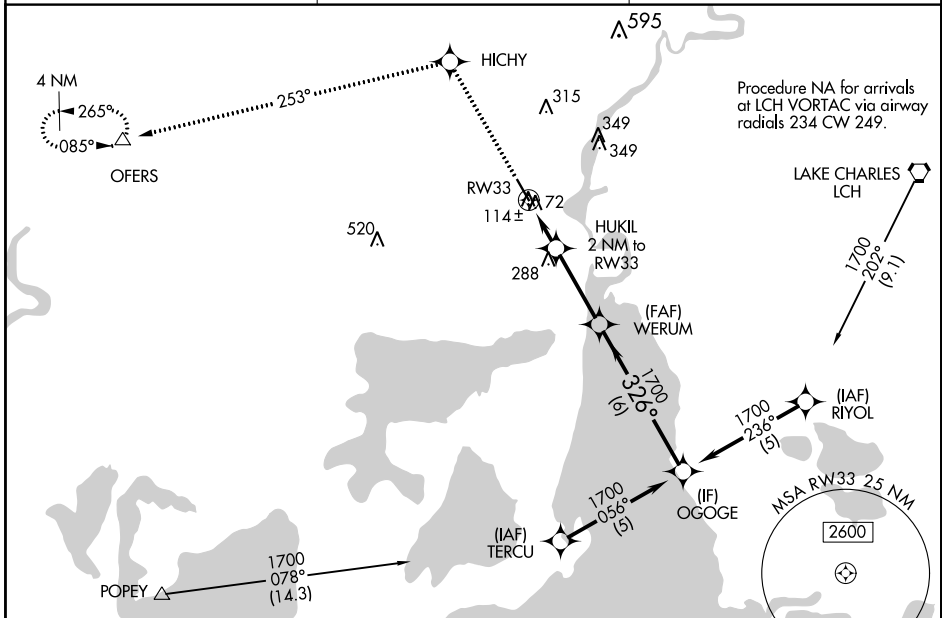 595
HICHY
4 NM
265°
085°
OFERS
253°
315
349
349
Procedure NA for arrivals
at LCH VORTAC via airway
radials 234 CW 249.
LAKE CHARLES
LCH
1700
202°
(9.1)
RW33
72
114±
520
HUKIL
2 NM to
RW33
288
(FAF)
WERUM
1700
326°
(6)
(IAF)
RIYOL
1700
236°
(5)
(IF)
OGOGE
1700
056°
(5)
(IAF)
TERCU
1700
078°
(14.3)
POPEY
MSA RW33 25 NM
2600